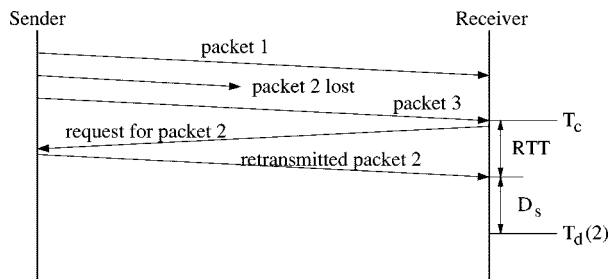 Sender
Receiver
packet 1
packet 2 lost
packet 3
T_c
request for packet 2
RTT
retransmitted packet 2
D_s
T_d(2)